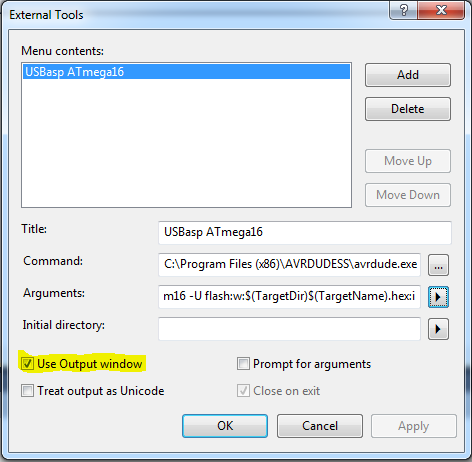 External Tools
?
Menu contents:
USBasp ATmega16
Add
Delete
Move Up
Move Down
Title:
USBasp ATmega16
Command:
C:\Program Files (x86)\AVRDUDESS\avrdude.exe
...
Arguments:
m16 -U flash:w:$(TargetDir)$(TargetName).hex:i
Initial directory:
Use Output window
Prompt for arguments
Treat output as Unicode
Close on exit
OK
Cancel
Apply